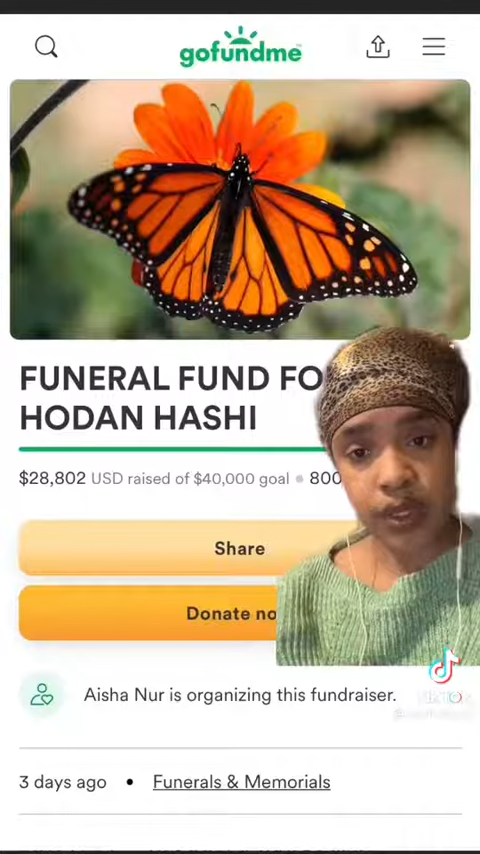 gofundme
FUNERAL FUND FO
HODAN HASHI
$28,802 USD raised of $40,000 goal • 800
Share
Donate no
Aisha Nur is organizing this fundraiser.
3 days ago • Funerals & Memorials